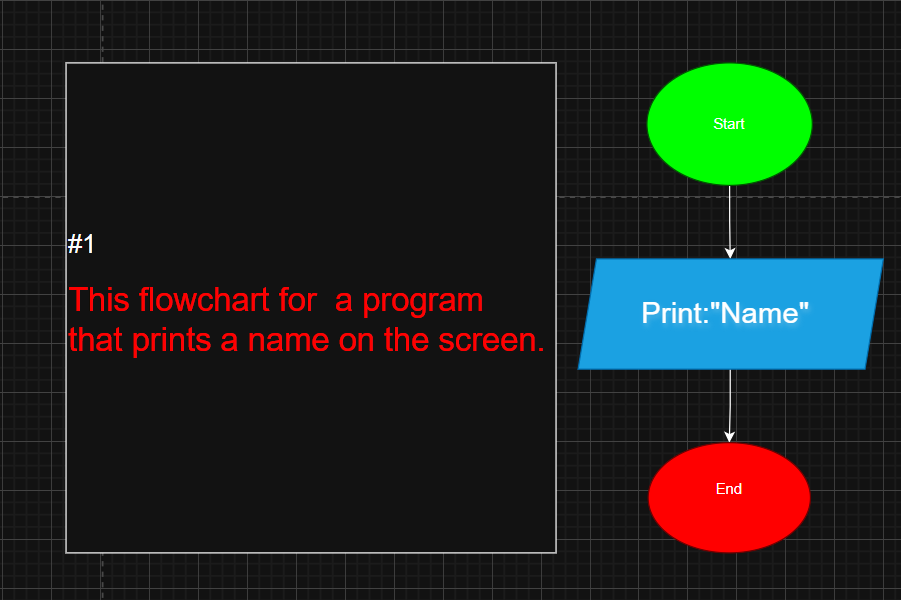 #1
This flowchart for  a program
that prints a name on the screen.
Start
Print:"Name"
End